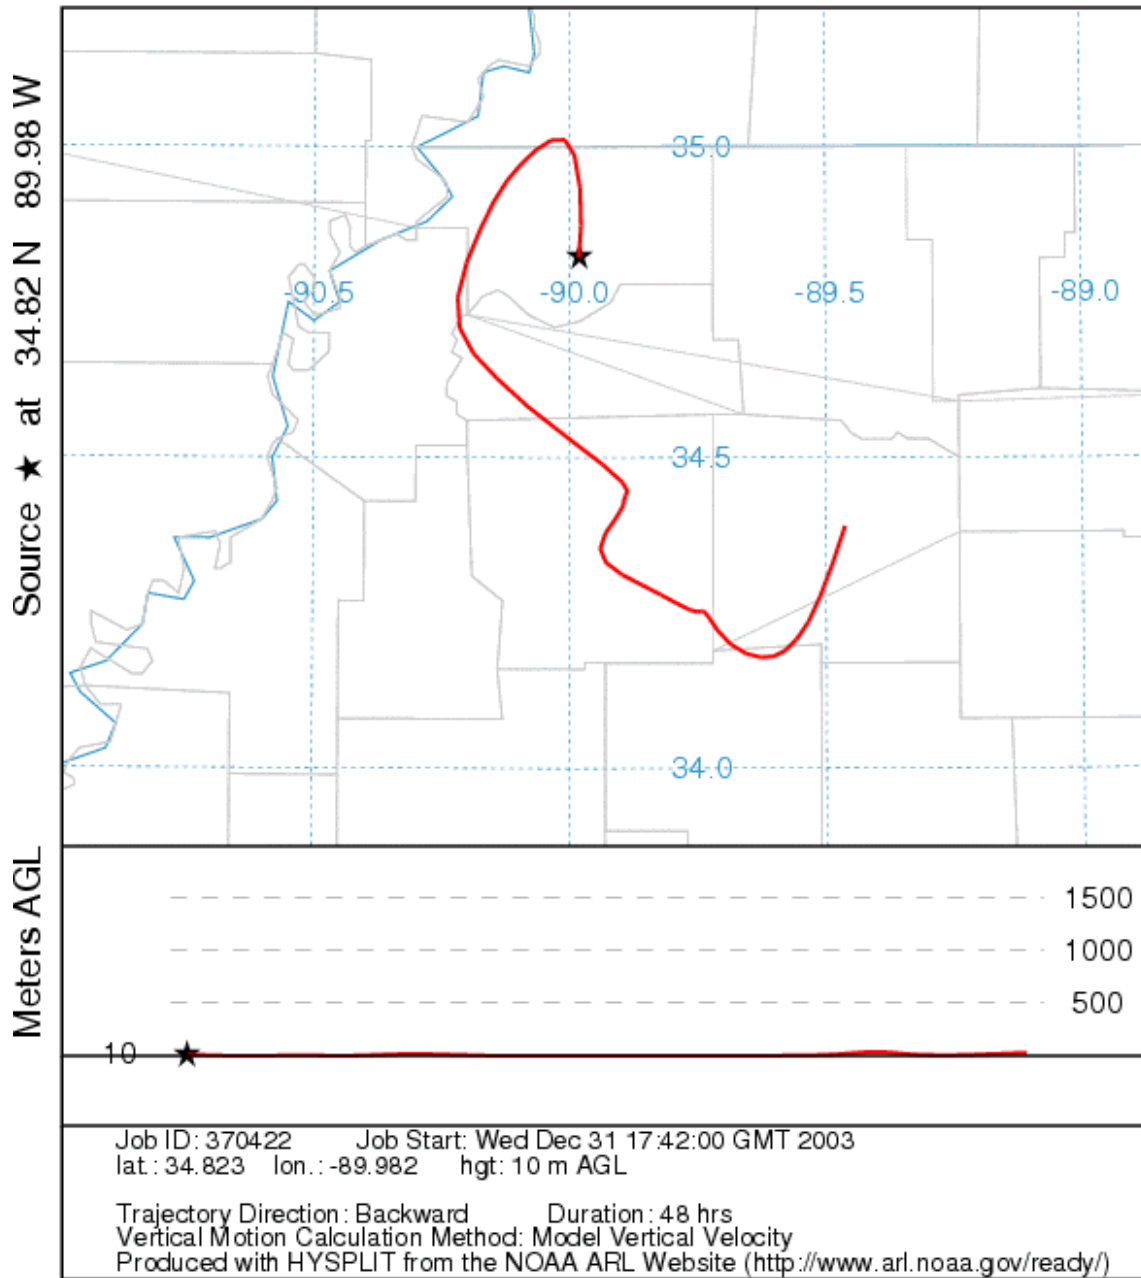 Source ★ at 34.82 N 89.98 W
35.0
-90.5
-90.0
-89.5
-89.0
34.5
34.0
Meters AGL
1500
1000
500
10
Job ID: 370422 Job Start: Wed Dec 31 17:42:00 GMT 2003
lat.: 34.823 lon.: -89.982 hgt: 10 m AGL
Trajectory Direction: Backward Duration: 48 hrs
Vertical Motion Calculation Method: Model Vertical Velocity
Produced with HYSPLIT from the NOAA ARL Website (http://www.arl.noaa.gov/ready/)